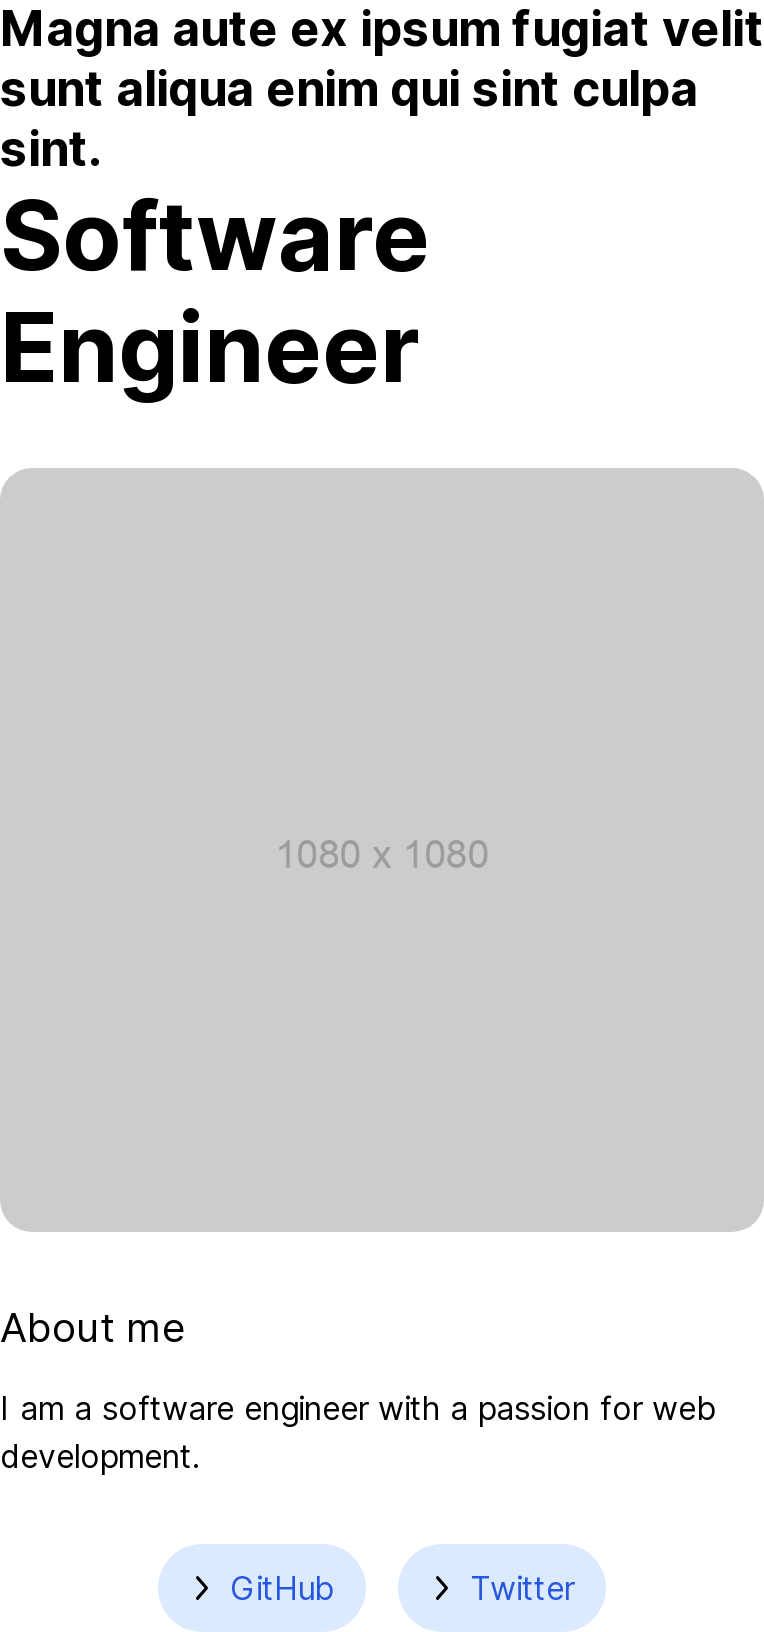 Magna aute ex ipsum fugiat velit
sunt aliqua enim qui sint culpa
sint.
Software
Engineer
1080 x 1080
About me
I am a software engineer with a passion for web
development.
GitHub
Twitter